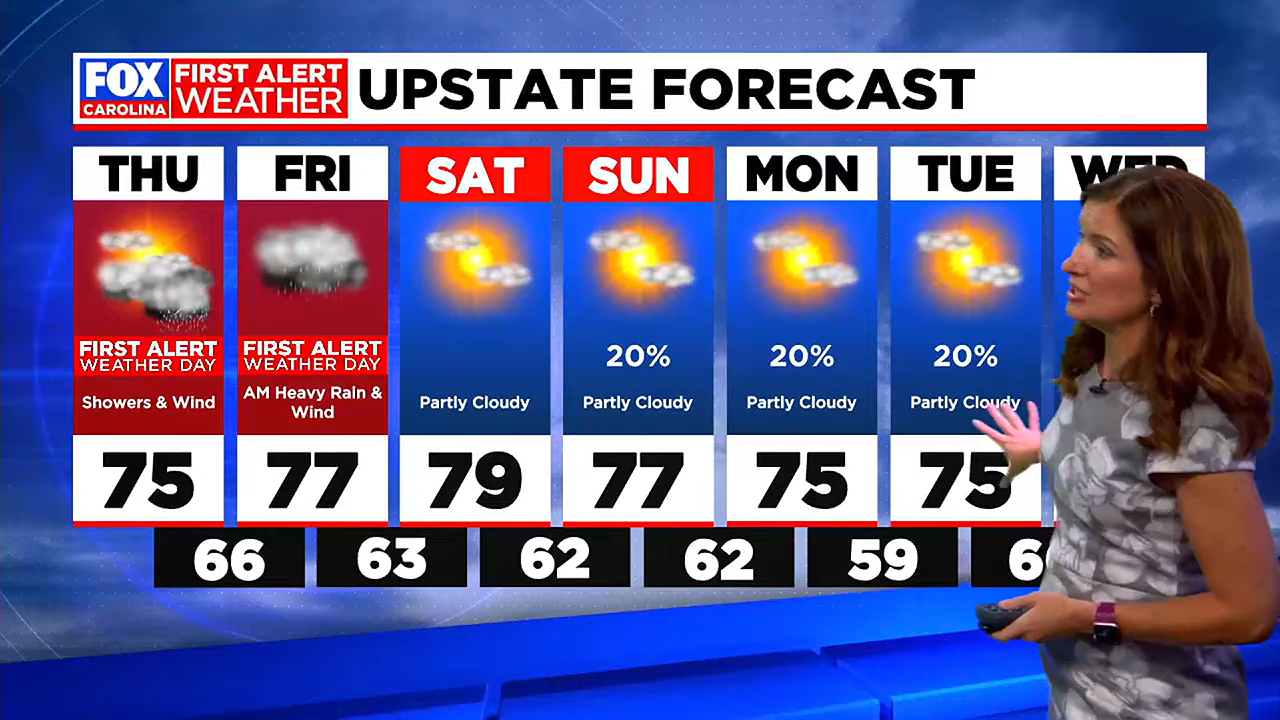 FOX
CAROLINA
FIRST ALERT
WEATHER
UPSTATE FORECAST
THU FRI SAT SUN MON TUE WED
FIRST ALERT FIRST ALERT
WEATHER DAY WEATHER DAY
20% 20% 20%
Showers & Wind
AM Heavy Rain &
Wind
Partly Cloudy Partly Cloudy Partly Cloudy Partly Cloudy
75 77 79 77 75 75
66 63 62 62 59